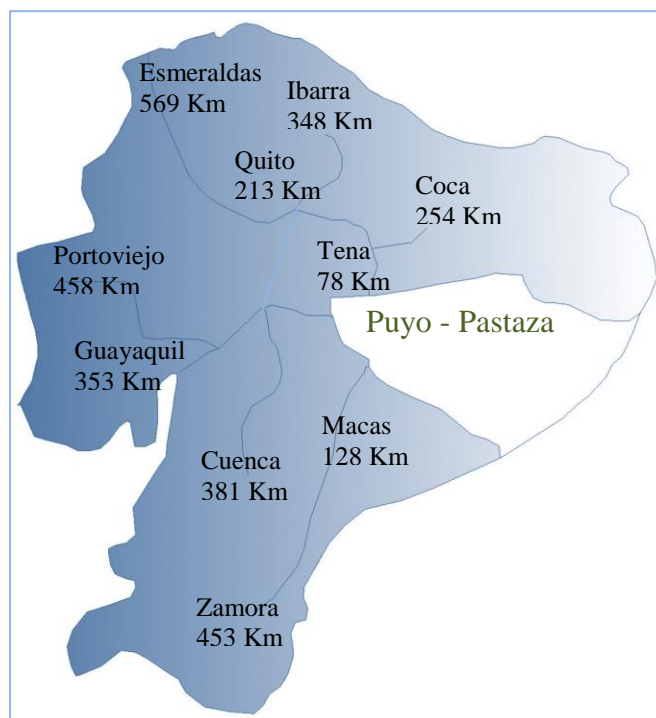 Esmeraldas
569 Km
Ibarra
348 Km
Quito
213 Km
Coca
254 Km
Portoviejo
458 Km
Tena
78 Km
Puyo - Pastaza
Guayaquil
353 Km
Macas
128 Km
Cuenca
381 Km
Zamora
453 Km